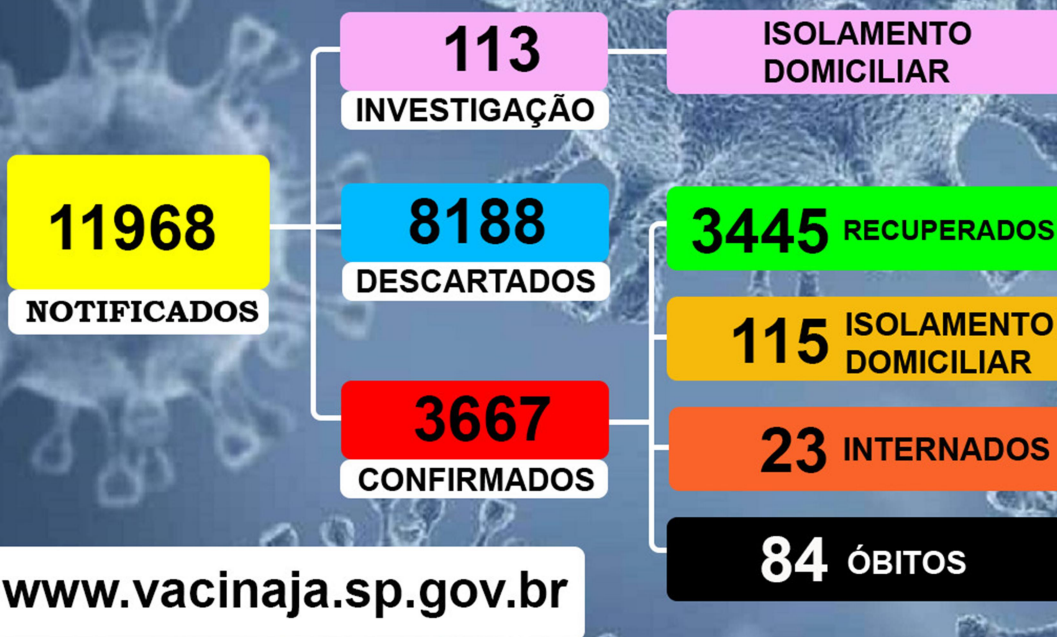 11968
NOTIFICADOS
113
INVESTIGAÇÃO
ISOLAMENTO
DOMICILIAR
8188
DESCARTADOS
3667
CONFIRMADOS
3445 RECUPERADOS
115 ISOLAMENTO
DOMICILIAR
23 INTERNADOS
84 ÓBITOS
www.vacinaja.sp.gov.br